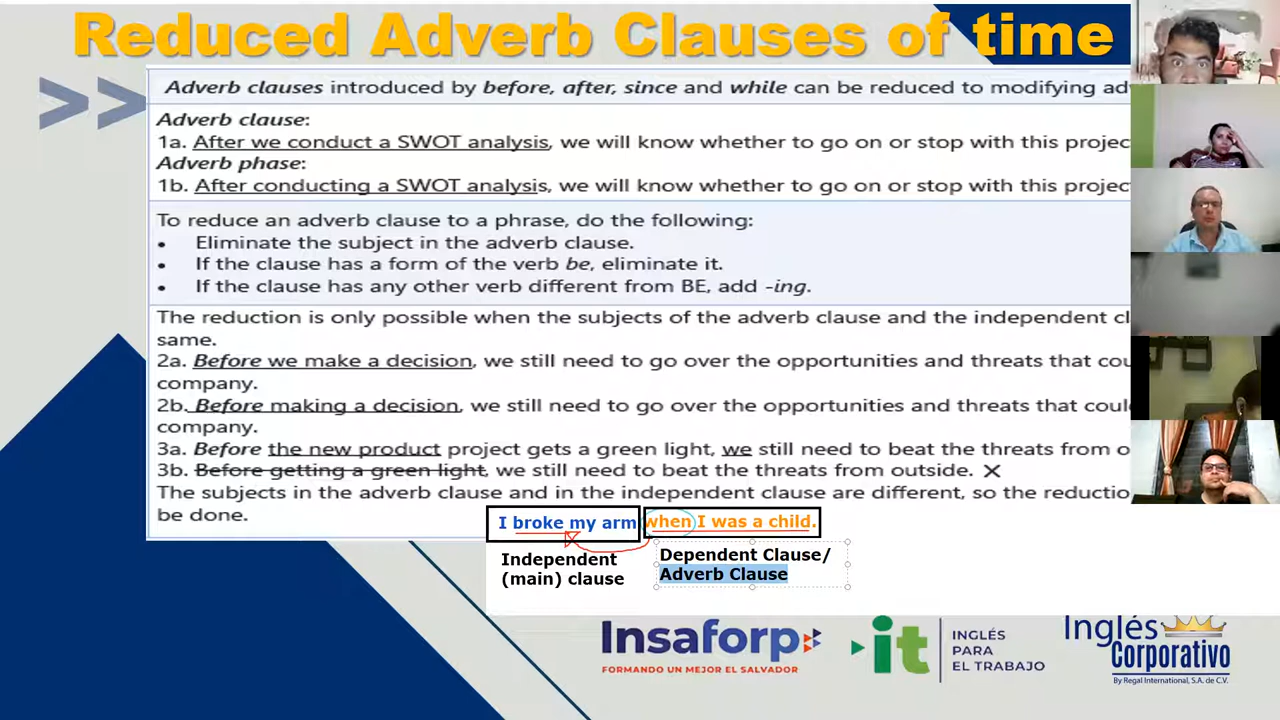 Reduced Adverb Clauses of time
>>
Adverb clauses introduced by before, after, since and while can be reduced to modifying
Adverb clause:
1a. After we conduct a SWOT analysis, we will know whether to go on or stop with this projec
Adverb phase:
1b. After conducting a SWOT analysis, we will know whether to go on or stop with this projec
To reduce an adverb clause to a phrase, do the following:
• Eliminate the subject in the adverb clause.
• If the clause has a form of the verb be, eliminate it.
• If the clause has any other verb different from BE, add -ing.
The reduction is only possible when the subjects of the adverb clause and the independent cl
same.
2a. Before we make a decision, we still need to go over the opportunities and threats that cou
company.
2b. Before making a decision, we still need to go over the opportunities and threats that coul
company.
3a. Before the new product project gets a green light, we still need to beat the threats from o
3b. Before getting a green light, we still need to beat the threats from outside. X
The subjects in the adverb clause and in the independent clause are different, so the reductio
be done.
I broke my arm when I was a child.
Independent
(main) clause
Dependent Clause/
Adverb Clause
Insaforp
FORMANDO UN MEJOR EL SALVADOR
it
INGLÉS
PARA
EL TRABAJO
Inglés
Corporativo
By Regal International, S.A. de C.V.